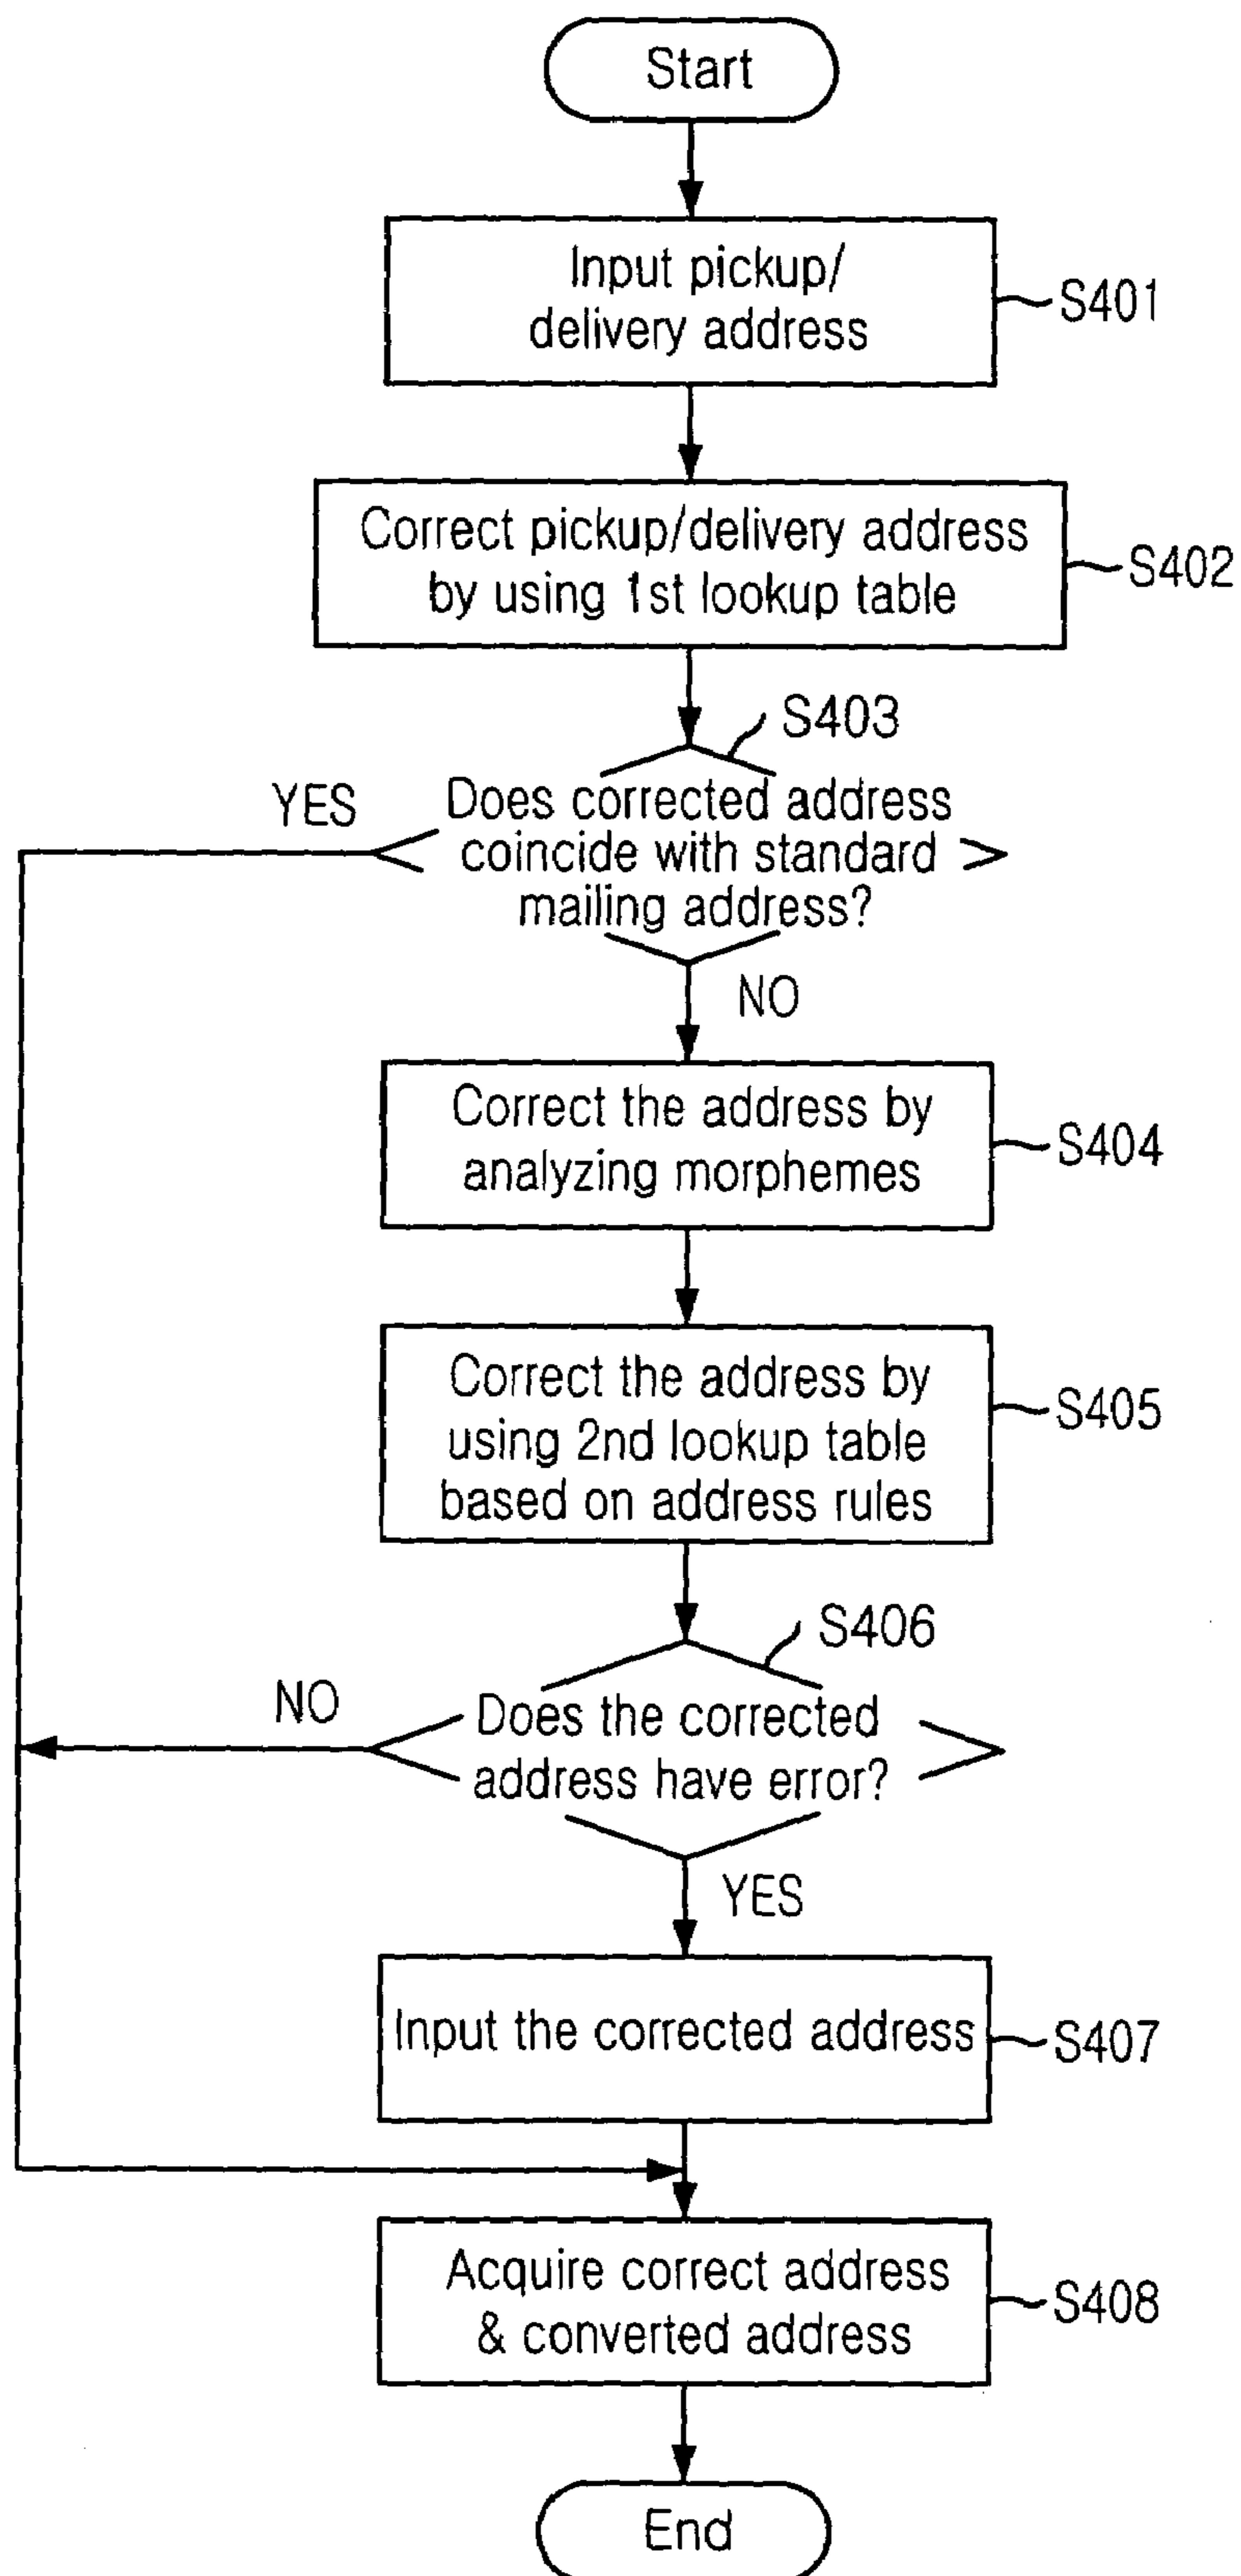 Start
Input pickup/
delivery address
S401
Correct pickup/delivery address
by using 1st lookup table
S402
S403
YES
Does corrected address
coincide with standard
mailing address?
NO
Correct the address by
analyzing morphemes
S404
Correct the address by
using 2nd lookup table
based on address rules
S405
S406
NO
Does the corrected
address have error?
YES
Input the corrected address
S407
Acquire correct address
& converted address
S408
End